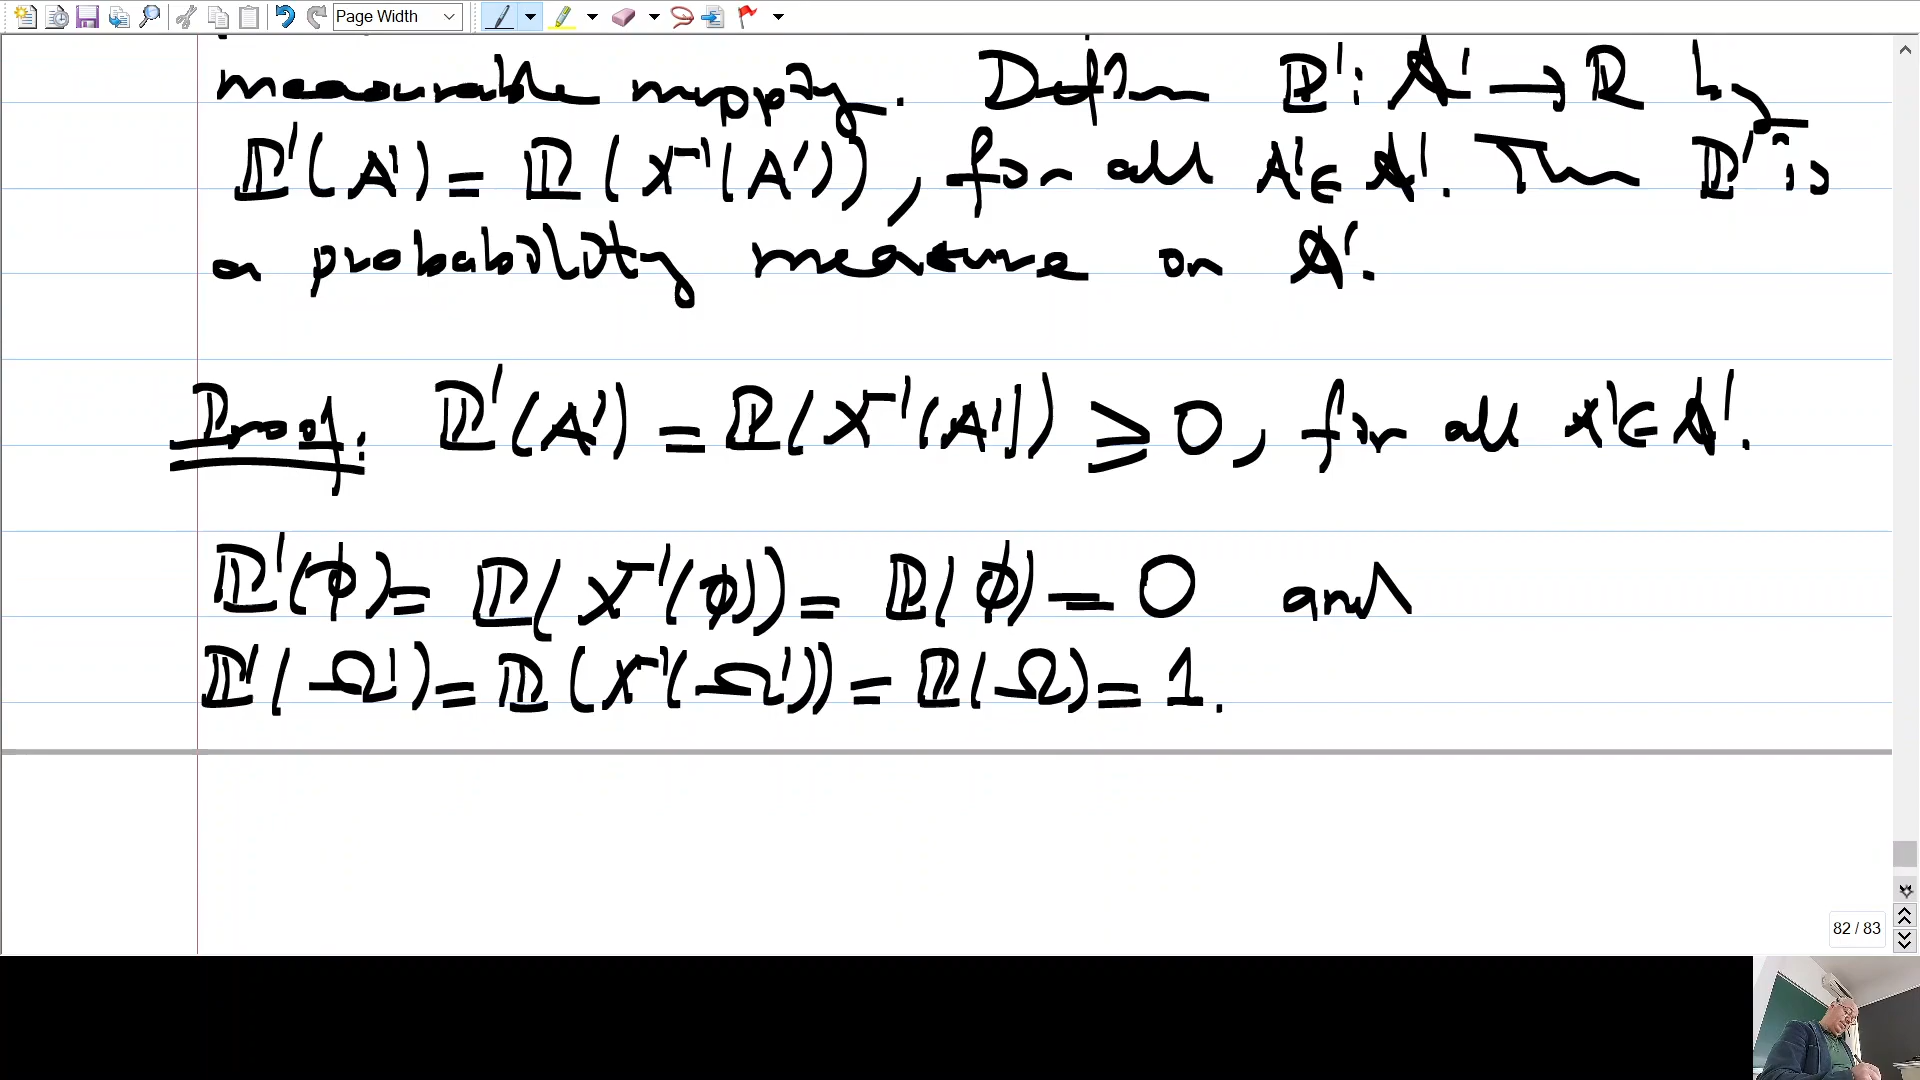 Page Width
measurable mapping. Define ℙ': 𝔸' → ℝ by
ℙ'(A') = ℙ(X⁻¹(A')), for all A' ∈ 𝔸'. Then ℙ' is
a probability measure on 𝔸'.
Proof: ℙ'(A') = ℙ(X⁻¹(A')) ≥ 0, for all A' ∈ 𝔸'.
ℙ'(ϕ) = ℙ(X⁻¹(ϕ)) = ℙ(ϕ) = 0 and
ℙ'(Ω') = ℙ(X⁻¹(Ω')) = ℙ(Ω) = 1.
82 / 83